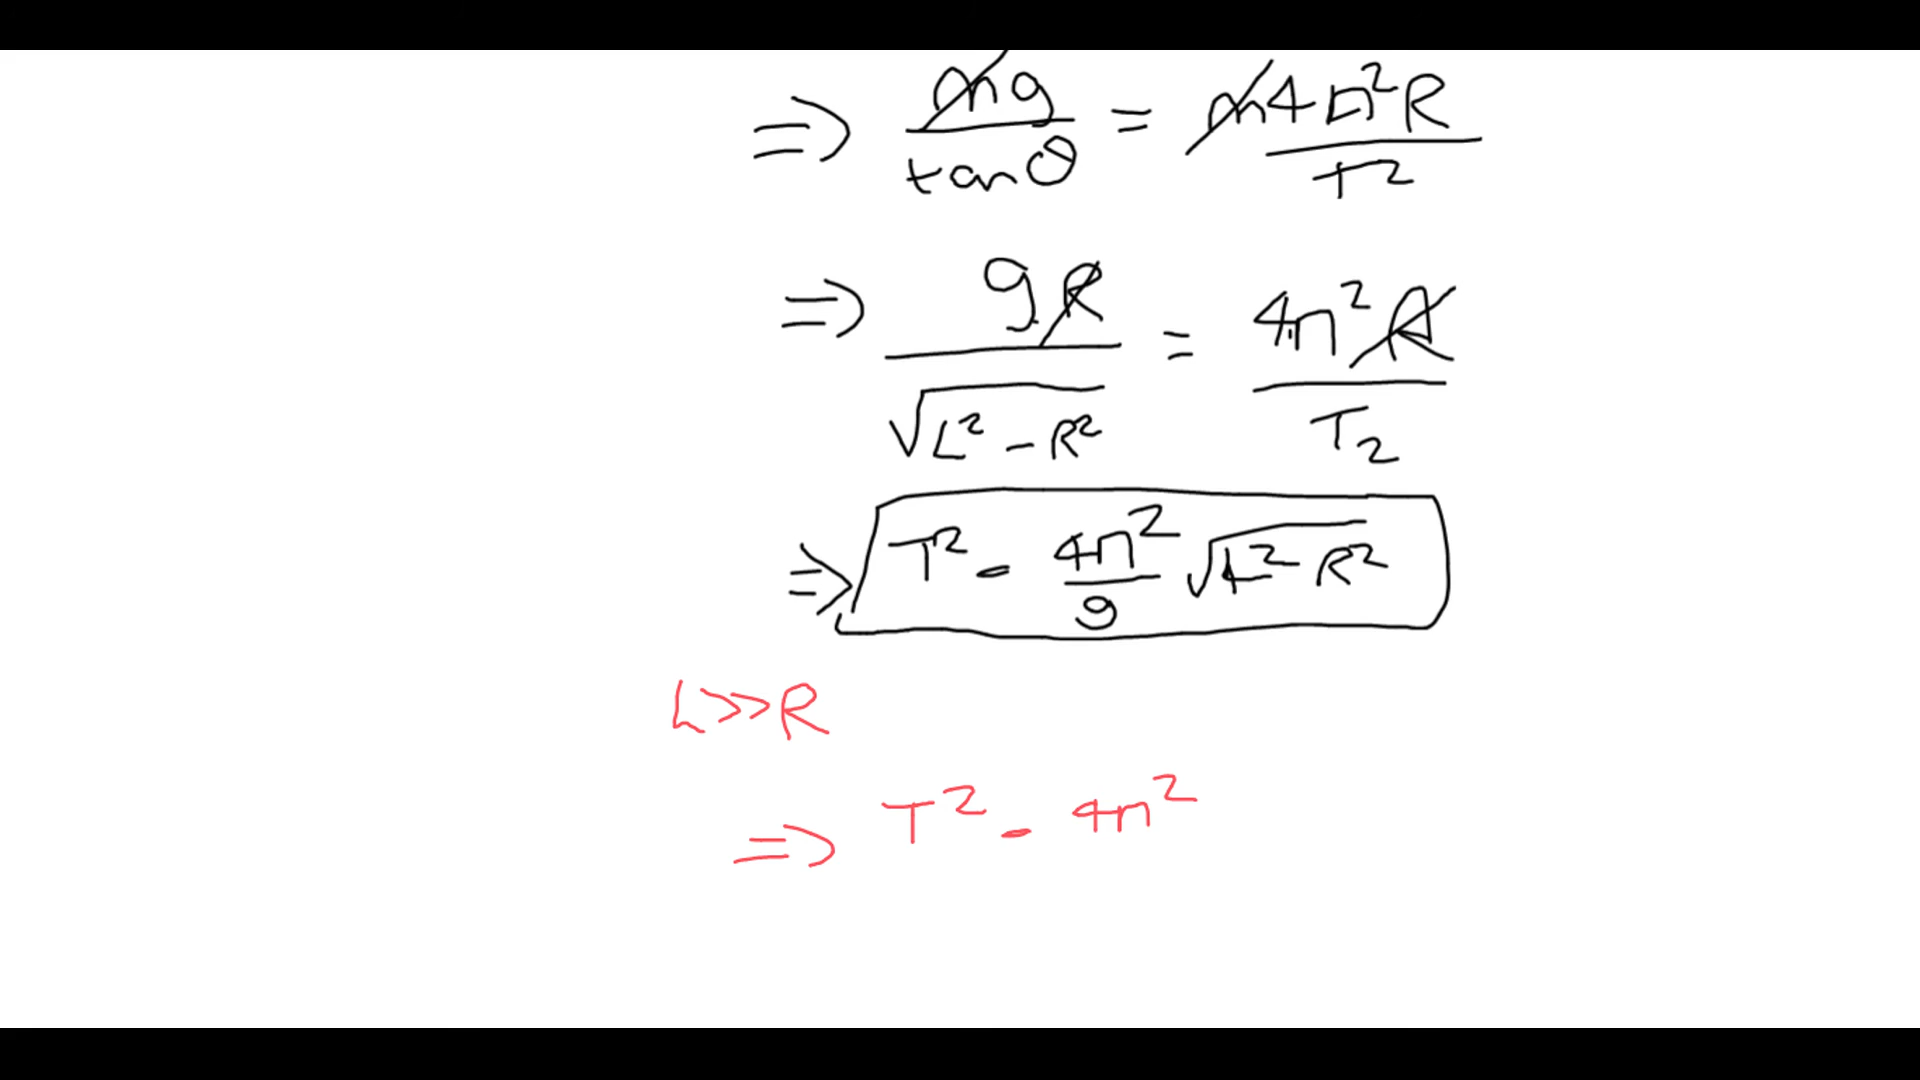 ⇒ mg / tanθ = m4π²R / T²
⇒ gR / √(L² - R²) = 4π²R / T2
⇒ T² = 4π² / g √(L² - R²)
L >> R
⇒ T² = 4π²